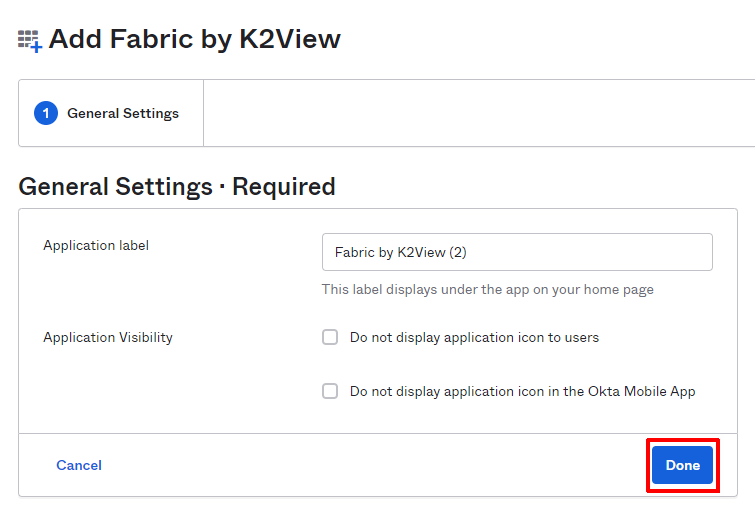 Add Fabric by K2View
1 General Settings
General Settings · Required
Application label
Fabric by K2View (2)
This label displays under the app on your home page
Application Visibility
Do not display application icon to users
Do not display application icon in the Okta Mobile App
Cancel
Done